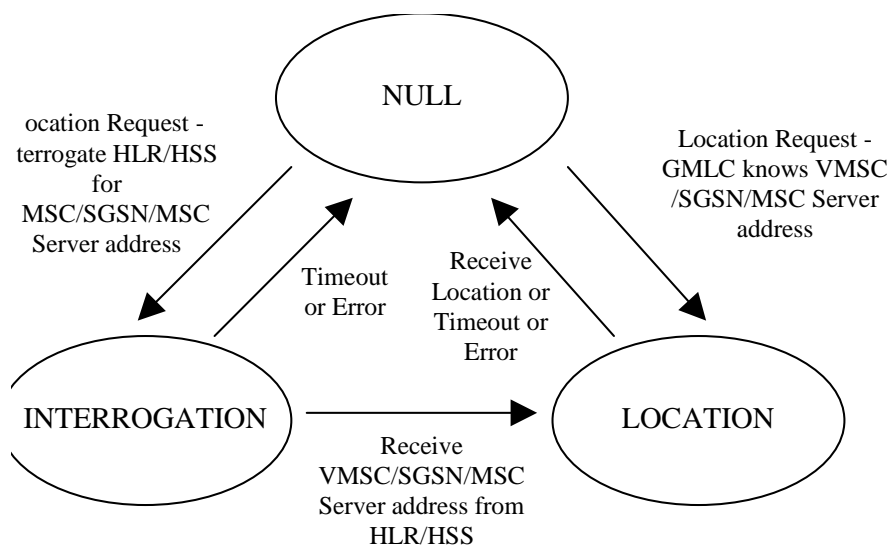 NULL
ocation Request -
terrogate HLR/HSS
for
MSC/SGSN/MSC
Server address
Location Request -
GMLC knows VMSC
/SGSN/MSC Server
address
Timeout
or Error
Receive
Location or
Timeout or
Error
INTERROGATION
LOCATION
Receive
VMSC/SGSN/MSC
Server address from
HLR/HSS